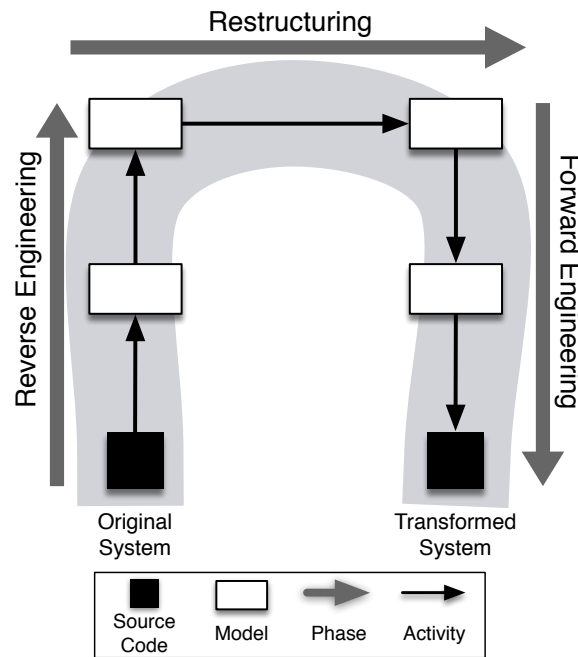 Restructuring
Reverse Engineering
Forward Engineering
Original
System
Transformed
System
Source
Code
Model
Phase
Activity